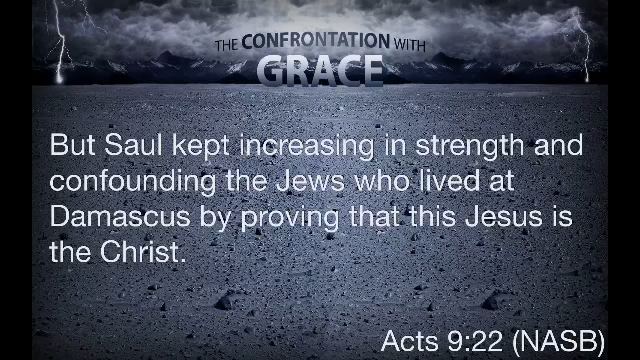 THE CONFRONTATION WITH
GRACE
But Saul kept increasing in strength and
confounding the Jews who lived at
Damascus by proving that this Jesus is
the Christ.
Acts 9:22 (NASB)